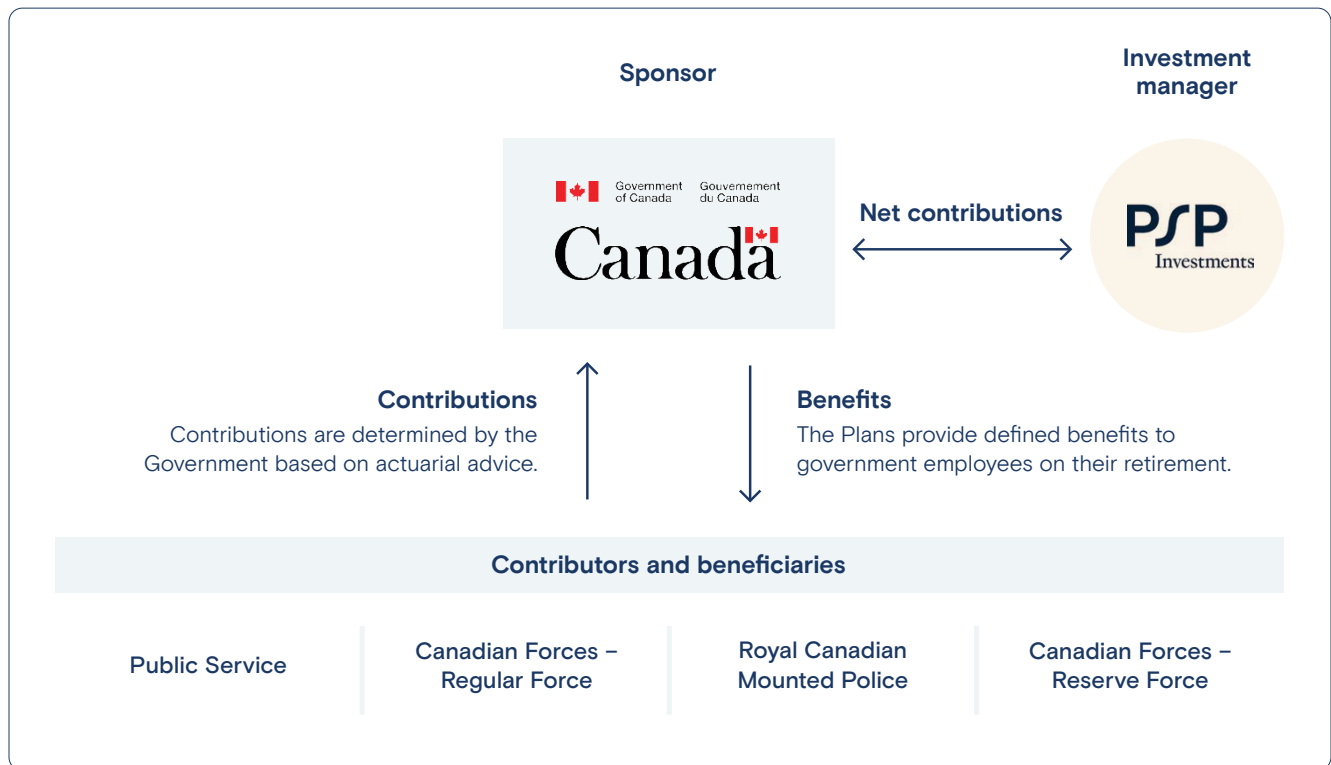 Sponsor
Investment
manager
Government
of Canada
Gouvernement
du Canada
Canada
Net contributions
PSP
Investments
Contributions
Contributions are determined by the
Government based on actuarial advice.
Benefits
The Plans provide defined benefits to
government employees on their retirement.
Contributors and beneficiaries
Public Service
Canadian Forces –
Regular Force
Royal Canadian
Mounted Police
Canadian Forces –
Reserve Force